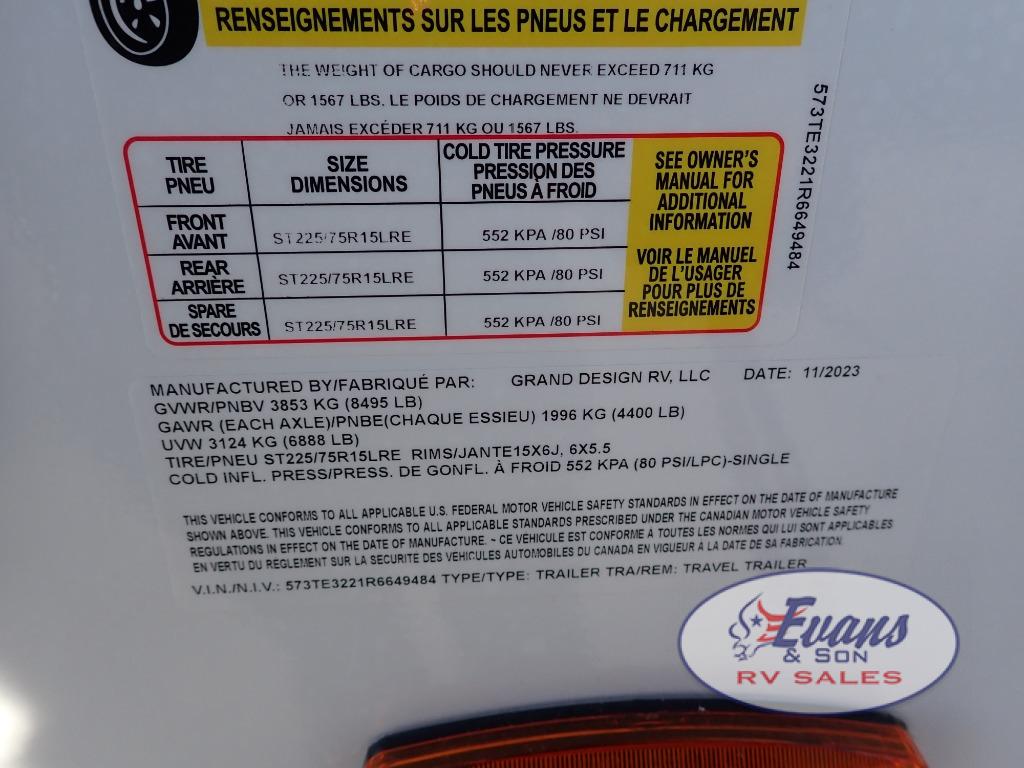 RENSEIGNEMENTS SUR LES PNEUS ET LE CHARGEMENT
THE WEIGHT OF CARGO SHOULD NEVER EXCEED 711 KG
OR 1567 LBS. LE POIDS DE CHARGEMENT NE DEVRAIT
JAMAIS EXCÉDER 711 KG OU 1567 LBS.
573TE3221R6649484
TIRE
PNEU
SIZE
DIMENSIONS
COLD TIRE PRESSURE
PRESSION DES
PNEUS À FROID
SEE OWNER'S
MANUAL FOR
ADDITIONAL
INFORMATION
VOIR LE MANUEL
DE L'USAGER
POUR PLUS DE
RENSEIGNEMENTS
FRONT
AVANT
ST225/75R15LRE
552 KPA /80 PSI
REAR
ARRIÈRE
ST225/75R15LRE
552 KPA /80 PSI
SPARE
DE SECOURS
ST225/75R15LRE
552 KPA /80 PSI
MANUFACTURED BY/FABRIQUÉ PAR: GRAND DESIGN RV, LLC DATE: 11/2023
GVWR/PNBV 3853 KG (8495 LB)
GAWR (EACH AXLE)/PNBE(CHAQUE ESSIEU) 1996 KG (4400 LB)
UVW 3124 KG (6888 LB)
TIRE/PNEU ST225/75R15LRE RIMS/JANTE15X6J, 6X5.5
COLD INFL. PRESS/PRESS. DE GONFL. À FROID 552 KPA (80 PSI/LPC)-SINGLE
THIS VEHICLE CONFORMS TO ALL APPLICABLE U.S. FEDERAL MOTOR VEHICLE SAFETY STANDARDS IN EFFECT ON THE DATE OF MANUFACTURE
SHOWN ABOVE. THIS VEHICLE CONFORMS TO ALL APPLICABLE STANDARDS PRESCRIBED UNDER THE CANADIAN MOTOR VEHICLE SAFETY
REGULATIONS IN EFFECT ON THE DATE OF MANUFACTURE. ~ CE VEHICULE EST CONFORME À TOUTES LES NORMES QUI LUI SONT APPLICABLES
EN VERTU DU REGLEMENT SUR LA SECURITE DES VEHICULES AUTOMOBILES DU CANADA EN VIGUEUR À LA DATE DE SA FABRICATION.
V.I.N./N.I.V.: 573TE3221R6649484 TYPE/TYPE: TRAILER TRA/REM: TRAVEL TRAILER
Evans
& SON
RV SALES